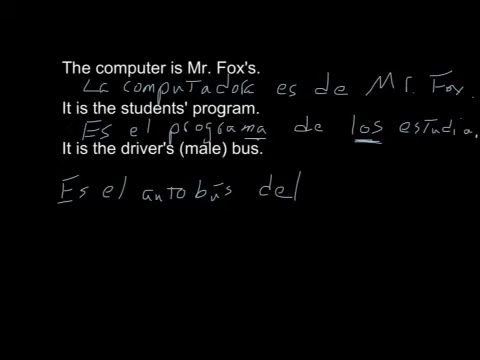 The computer is Mr. Fox's.
La computadora es de Mr. Fox.
It is the students' program.
Es el programa de los estudia.
It is the driver's (male) bus.
Es el autobús del